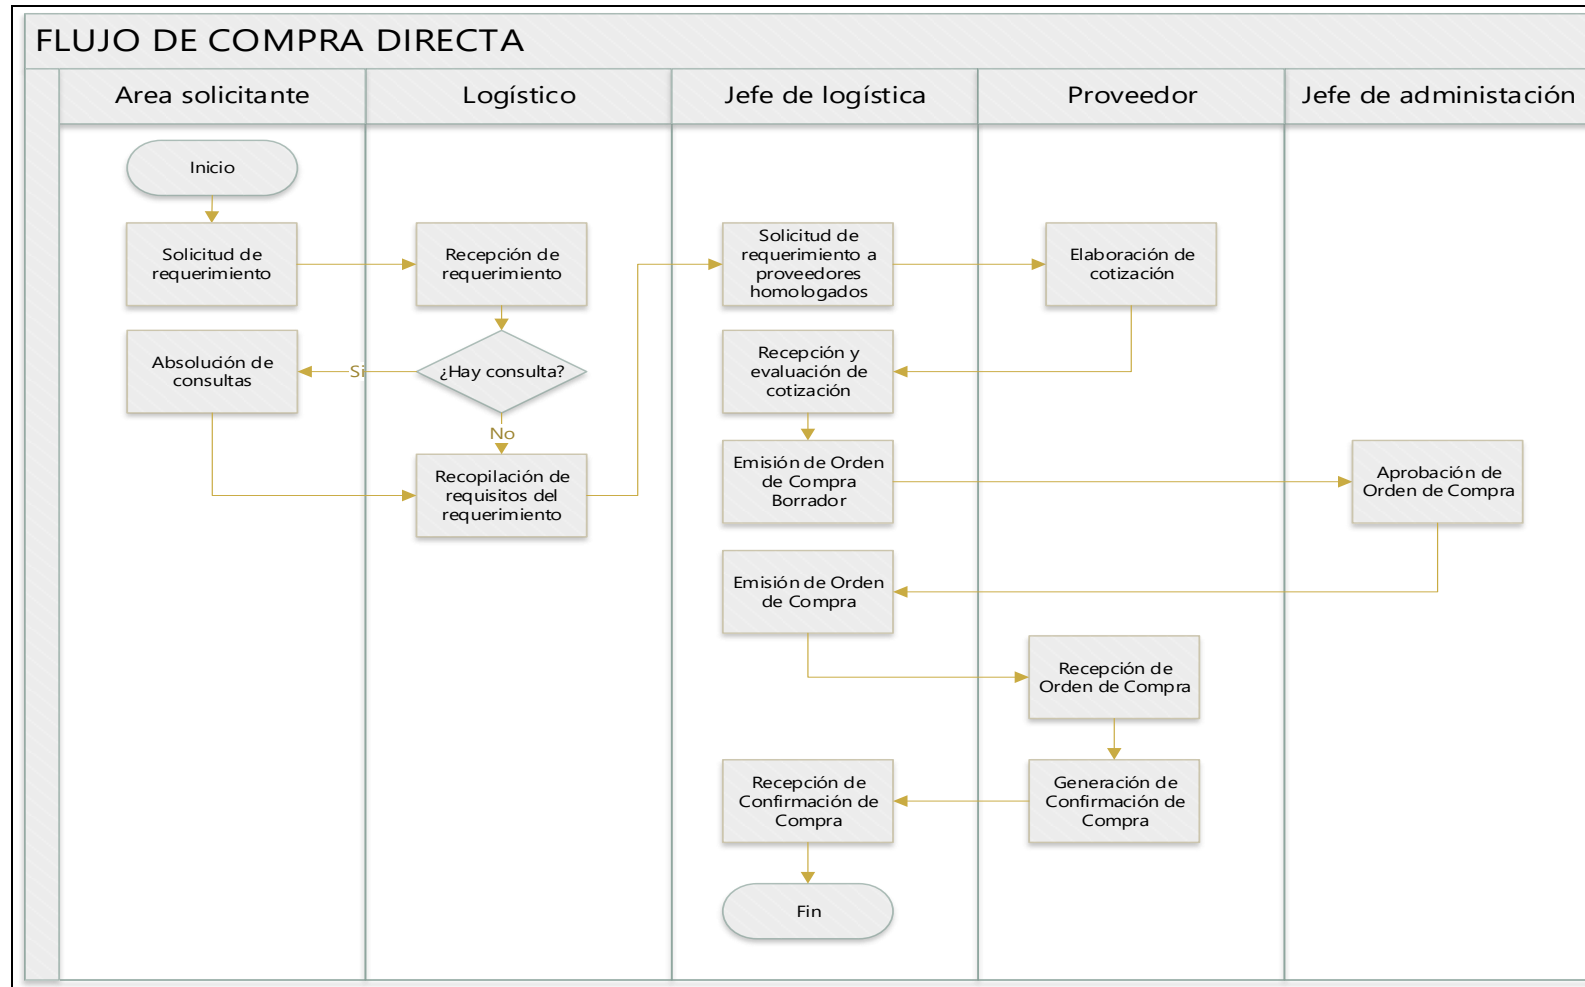 FLUJO DE COMPRA DIRECTA
Area solicitante
Logístico
Jefe de logística
Proveedor
Jefe de administación
Inicio
Solicitud de
requerimiento
Recepción de
requerimiento
Solicitud de
requerimiento a
proveedores
homologados
Elaboración de
cotización
Absolución de
consultas
Si
¿Hay consulta?
Recepción y
evaluación de
cotización
No
Recopilación de
requisitos del
requerimiento
Emisión de Orden
de Compra
Borrador
Aprobación de
Orden de Compra
Emisión de Orden
de Compra
Recepción de
Orden de Compra
Recepción de
Confirmación de
Compra
Generación de
Confirmación de
Compra
Fin